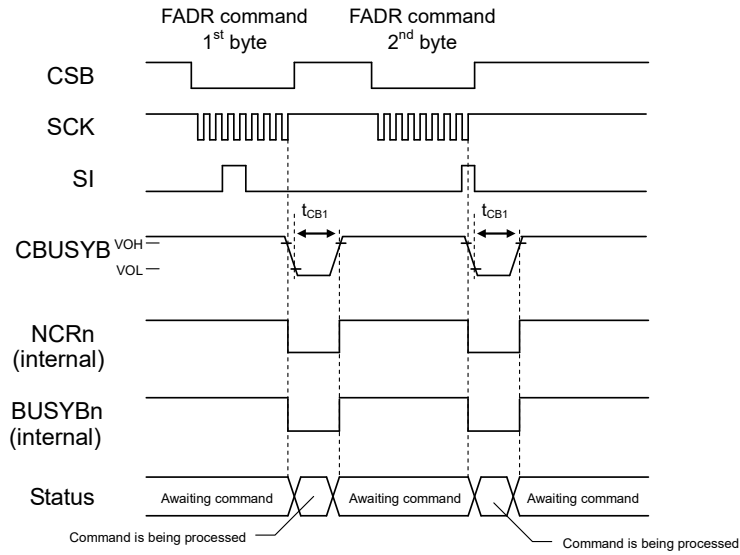 FADR command
1st byte
FADR command
2nd byte
CSB
SCK
SI
tCB1
tCB1
CBUSYB
VOH
VOL
NCRn
(internal)
BUSYBn
(internal)
Status
Awaiting command
Awaiting command
Awaiting command
Command is being processed
Command is being processed